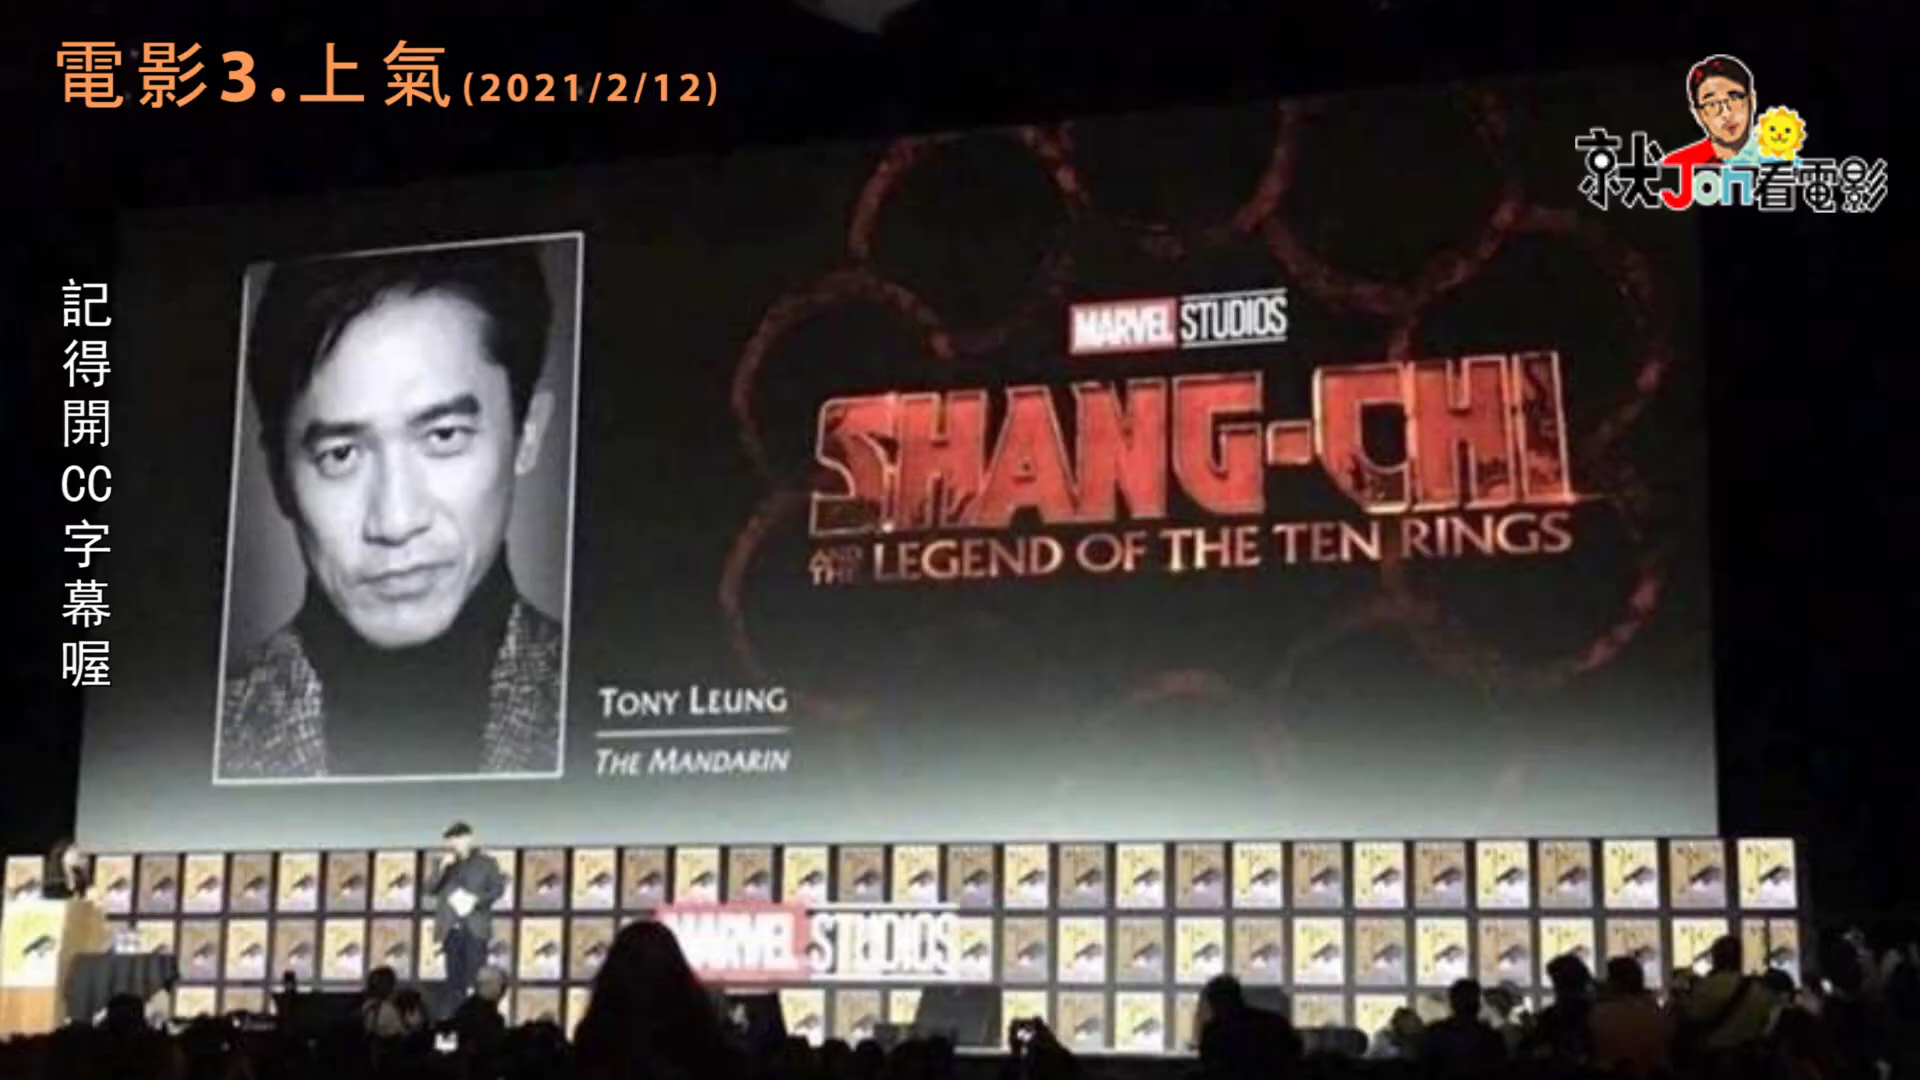 電影3.上氣(2021/2/12)
就Jon看電影
記得開CC字幕喔
MARVEL STUDIOS
SHANG-CHI
AND THE LEGEND OF THE TEN RINGS
TONY LEUNG
THE MANDARIN
MARVEL STUDIOS